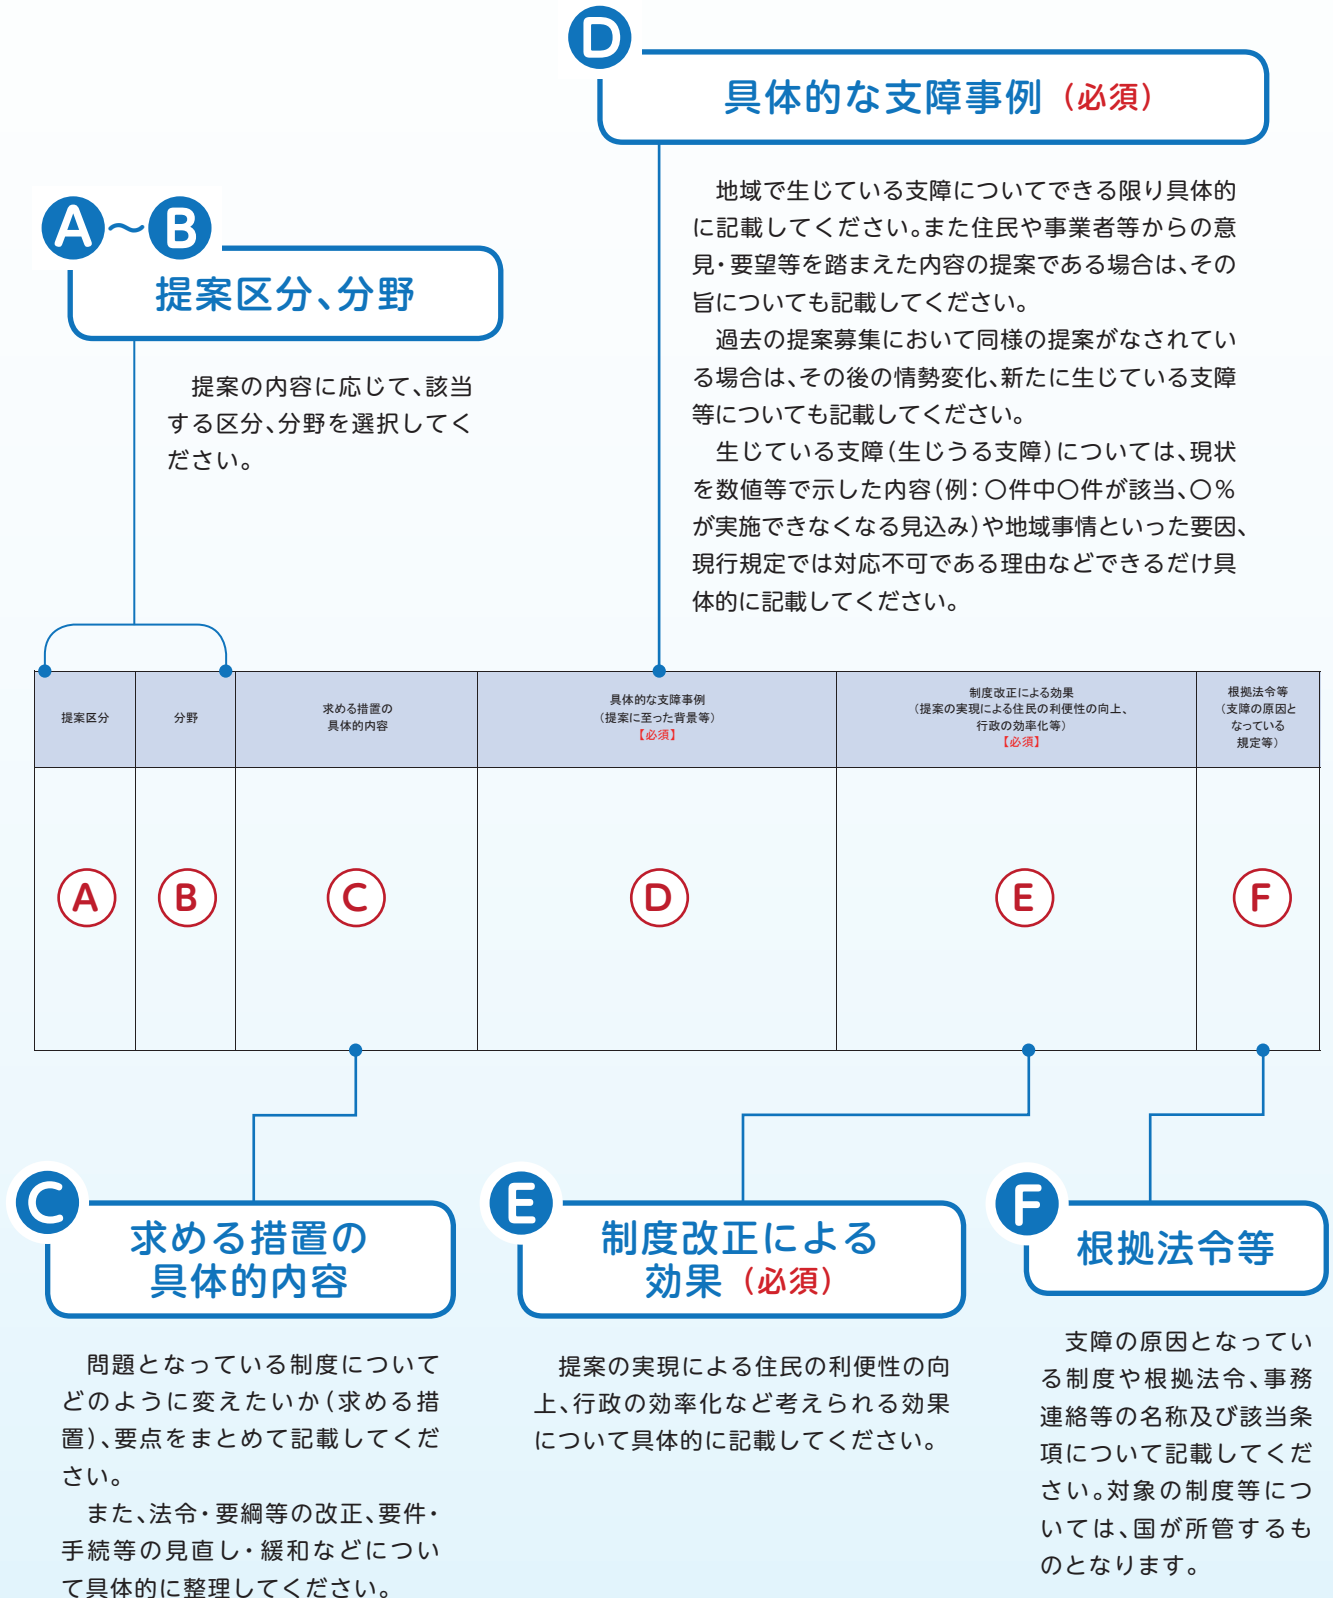 D
具体的な支障事例（必須）
地域で生じている支障についてできる限り具体的
に記載してください。また住民や事業者等からの意
見・要望等を踏まえた内容の提案である場合は、その
旨についても記載してください。
過去の提案募集において同様の提案がなされてい
る場合は、その後の情勢変化、新たに生じている支障
等についても記載してください。
生じている支障（生じうる支障）については、現状
を数値等で示した内容（例：〇件中〇件が該当、〇％
が実施できなくなる見込み）や地域事情といった要因、
現行規定では対応不可である理由などできるだけ具
体的に記載してください。
A～B
提案区分、分野
提案の内容に応じて、該当
する区分、分野を選択してく
ださい。
提案区分
分野
求める措置の
具体的内容
具体的な支障事例
（提案に至った背景等）
【必須】
制度改正による効果
（提案の実現による住民の利便性の向上、
行政の効率化等）
【必須】
根拠法令等
（支障の原因と
なっている
規定等）
A
B
C
D
E
F
C
求める措置の
具体的内容
問題となっている制度について
どのように変えたいか（求める措
置）、要点をまとめて記載してくだ
さい。
また、法令・要綱等の改正、要件・
手続等の見直し・緩和などについ
て具体的に整理してください。
E
制度改正による
効果（必須）
提案の実現による住民の利便性の向
上、行政の効率化など考えられる効果
について具体的に記載してください。
F
根拠法令等
支障の原因となってい
る制度や根拠法令、事務
連絡等の名称及び該当条
項について記載してくだ
さい。対象の制度等につ
いては、国が所管するも
のとなります。